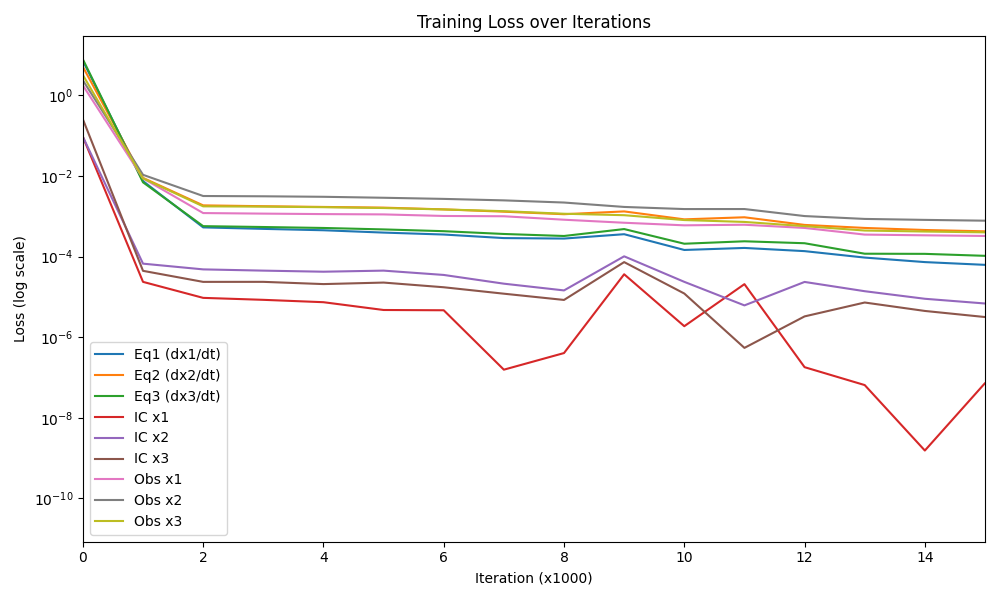 Training Loss over Iterations
Loss (log scale)
10^0
10^-2
10^-4
10^-6
10^-8
10^-10
Eq1 (dx1/dt)
Eq2 (dx2/dt)
Eq3 (dx3/dt)
IC x1
IC x2
IC x3
Obs x1
Obs x2
Obs x3
0 2 4 6 8 10 12 14
Iteration (x1000)